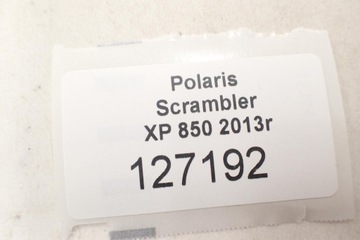 Polaris
Scrambler
XP 850 2013r
127192